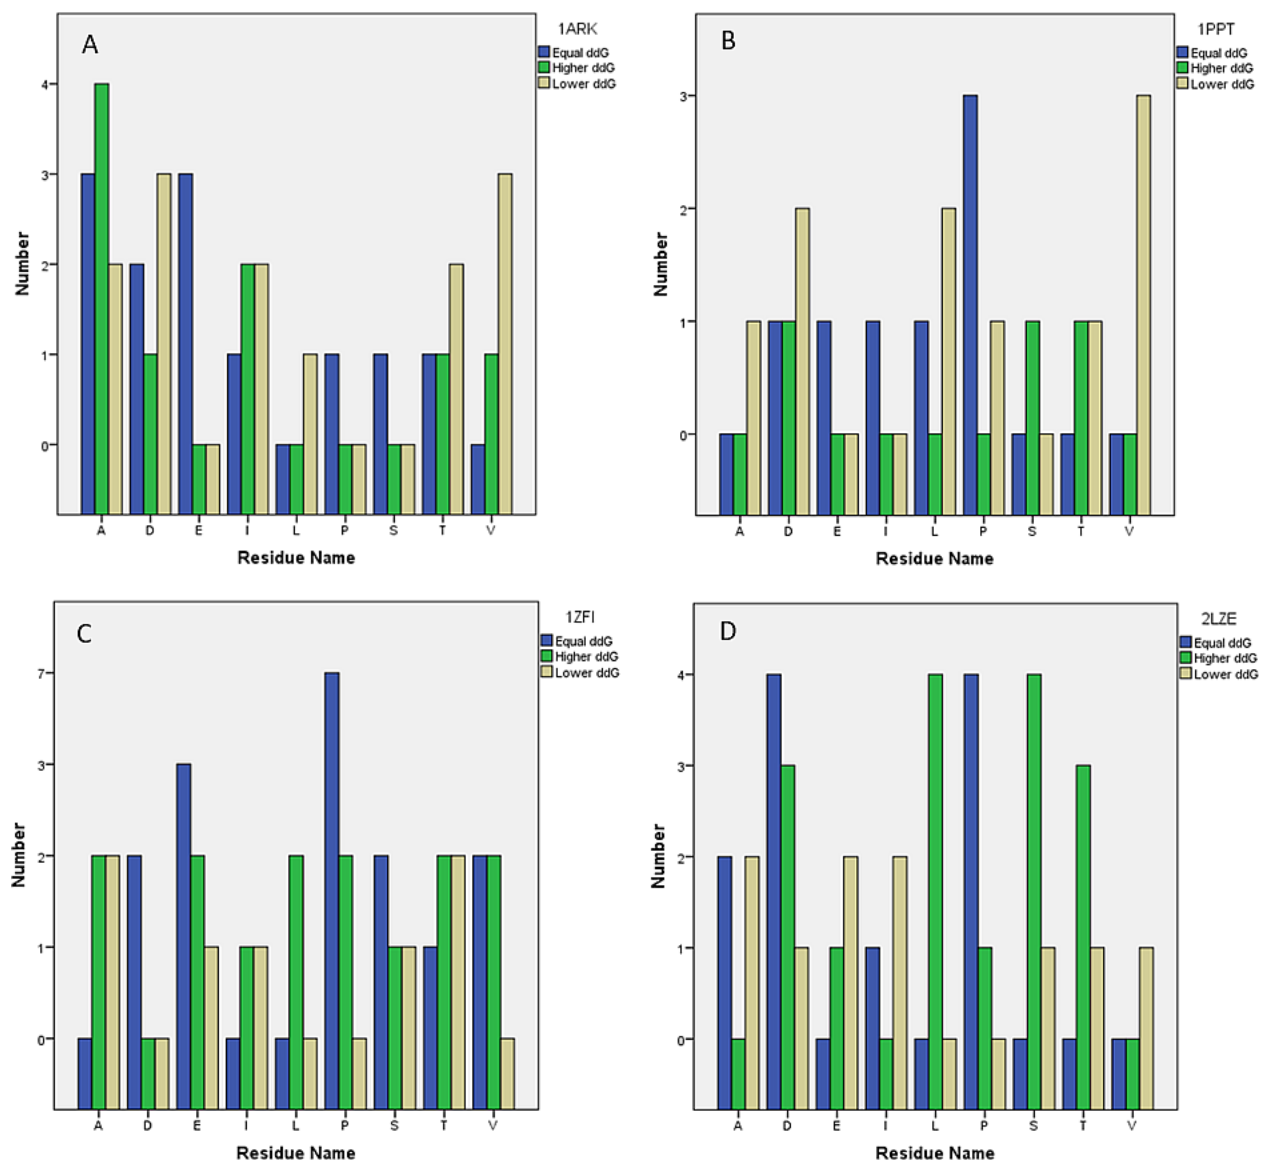 A
1ARK
Equal ddG
Higher ddG
Lower ddG
4
3
2
1
0
Number
A D E I L P S T V
Residue Name
B
1PPT
Equal ddG
Higher ddG
Lower ddG
3
2
1
0
Number
A D E I L P S T V
Residue Name
C
1ZFI
Equal ddG
Higher ddG
Lower ddG
7
3
2
1
0
Number
A D E I L P S T V
Residue Name
D
2LZE
Equal ddG
Higher ddG
Lower ddG
4
3
2
1
0
Number
A D E I L P S T V
Residue Name